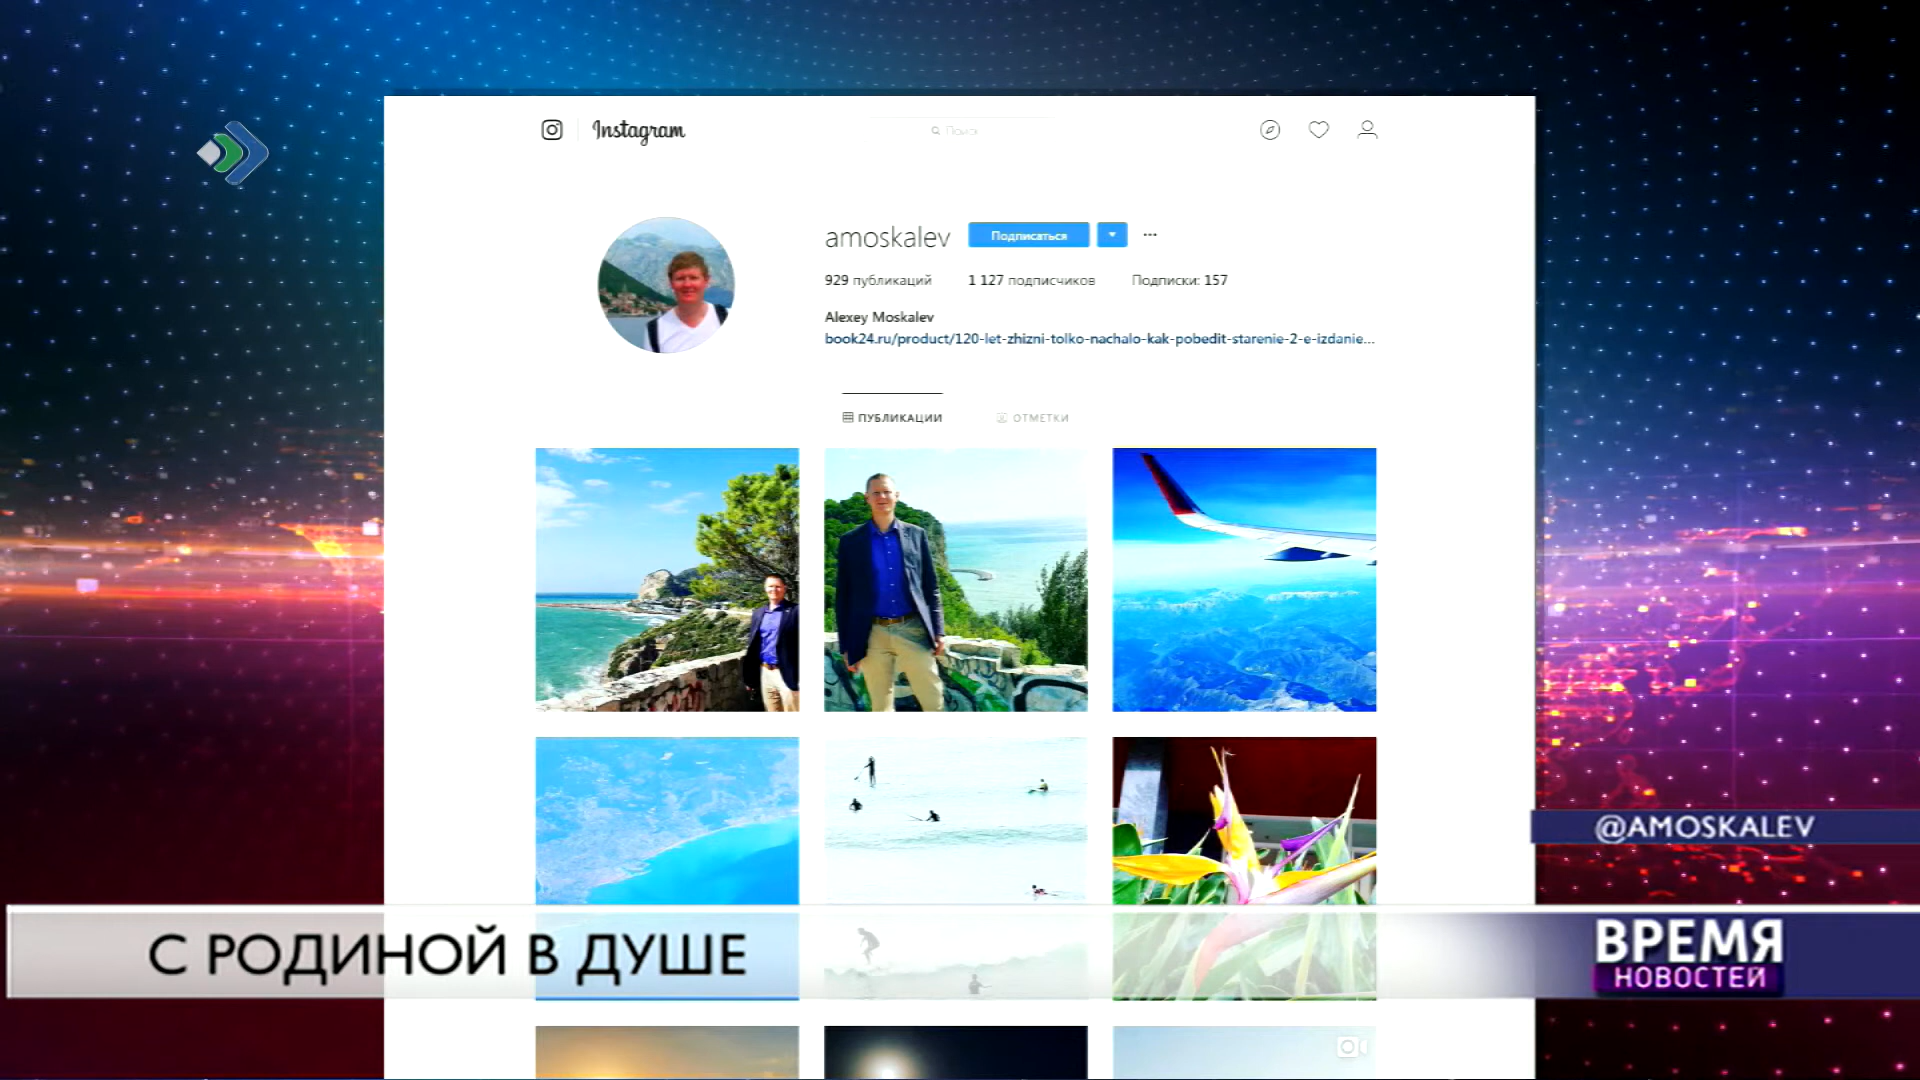 Instagram
Поиск
amoskalev
Подписаться
929 публикаций
1 127 подписчиков
Подписки: 157
Alexey Moskalev
book24.ru/product/120-let-zhizni-tolko-nachalo-kak-pobedit-starenie-2-e-izdanie...
ПУБЛИКАЦИИ
ОТМЕТКИ
@AMOSKALEV
С РОДИНОЙ В ДУШЕ
ВРЕМЯ
НОВОСТЕЙ